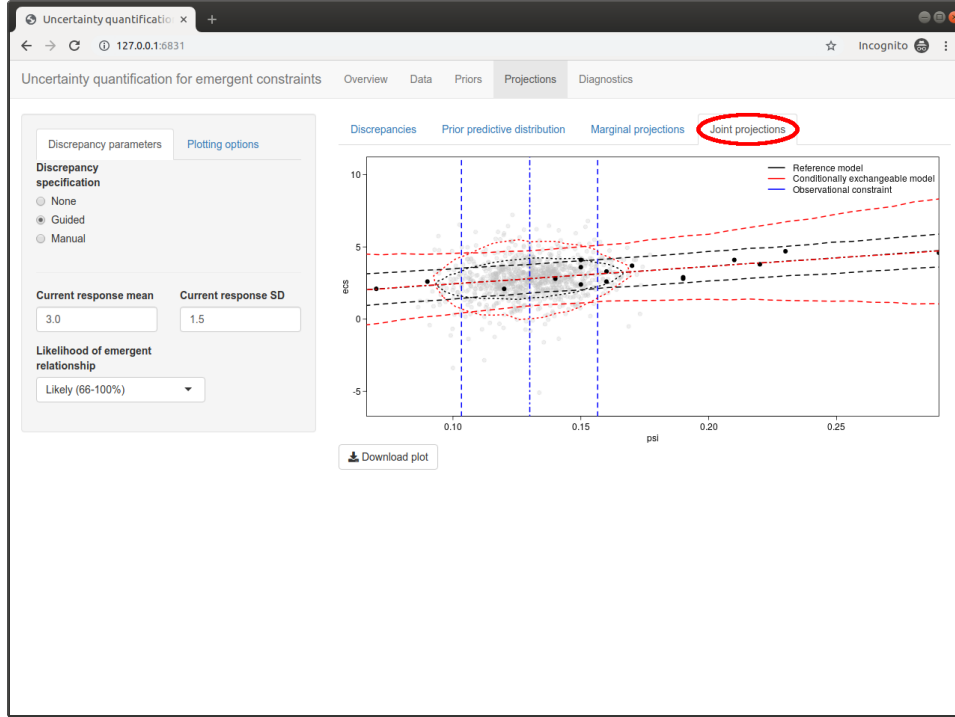 Uncertainty quantificatio
127.0.0.1:6831
Incognito
Uncertainty quantification for emergent constraints
Overview
Data
Priors
Projections
Diagnostics
Discrepancy parameters
Plotting options
Discrepancy
specification
None
Guided
Manual
Current response mean
Current response SD
3.0
1.5
Likelihood of emergent
relationship
Likely (66-100%)
Discrepancies
Prior predictive distribution
Marginal projections
Joint projections
Reference model
Conditionally exchangeable model
Observational constraint
10
5
0
-5
ecs
0.10
0.15
0.20
0.25
psi
Download plot